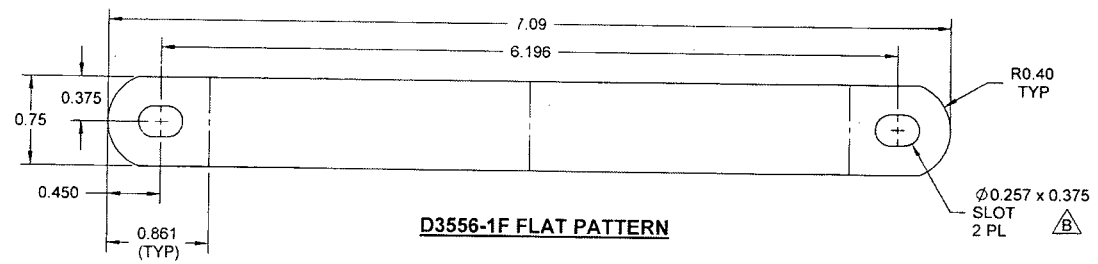 7.09
6.196
R0.40
TYP
0.375
0.75
0.450
Ø0.257 x 0.375
SLOT
2 PL
B
0.861
(TYP)
D3556-1F FLAT PATTERN